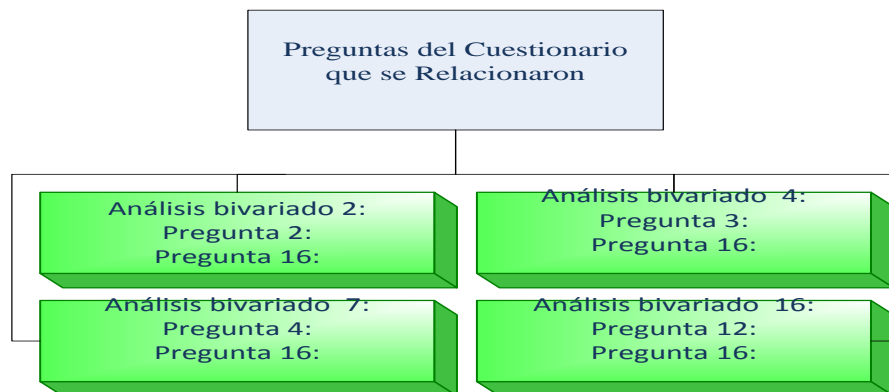 Preguntas del Cuestionario
que se Relacionaron
Análisis bivariado 2:
Pregunta 2:
Pregunta 16:
Análisis bivariado 4:
Pregunta 3:
Pregunta 16:
Análisis bivariado 7:
Pregunta 4:
Pregunta 16:
Análisis bivariado 16:
Pregunta 12:
Pregunta 16: